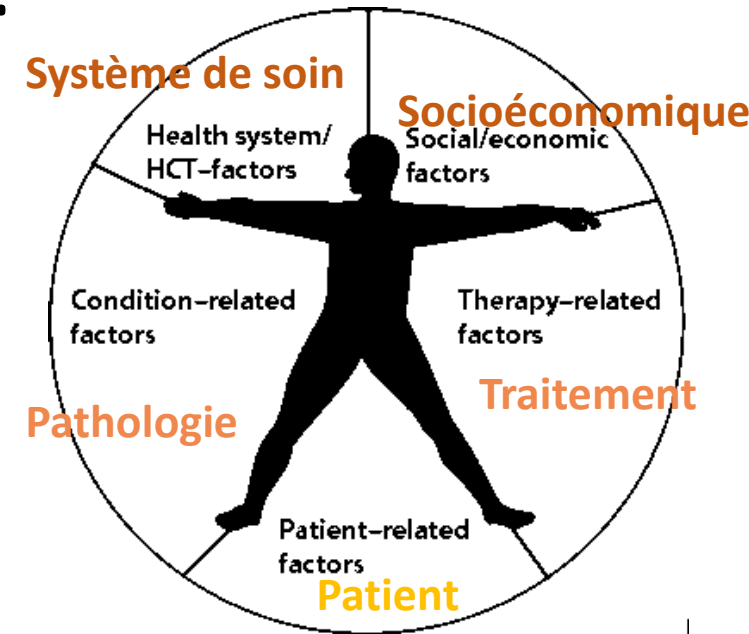 Système de soin
Health system/
HCT–factors
Socioéconomique
Social/economic
factors
Condition–related
factors
Pathologie
Therapy–related
factors
Traitement
Patient–related
factors
Patient